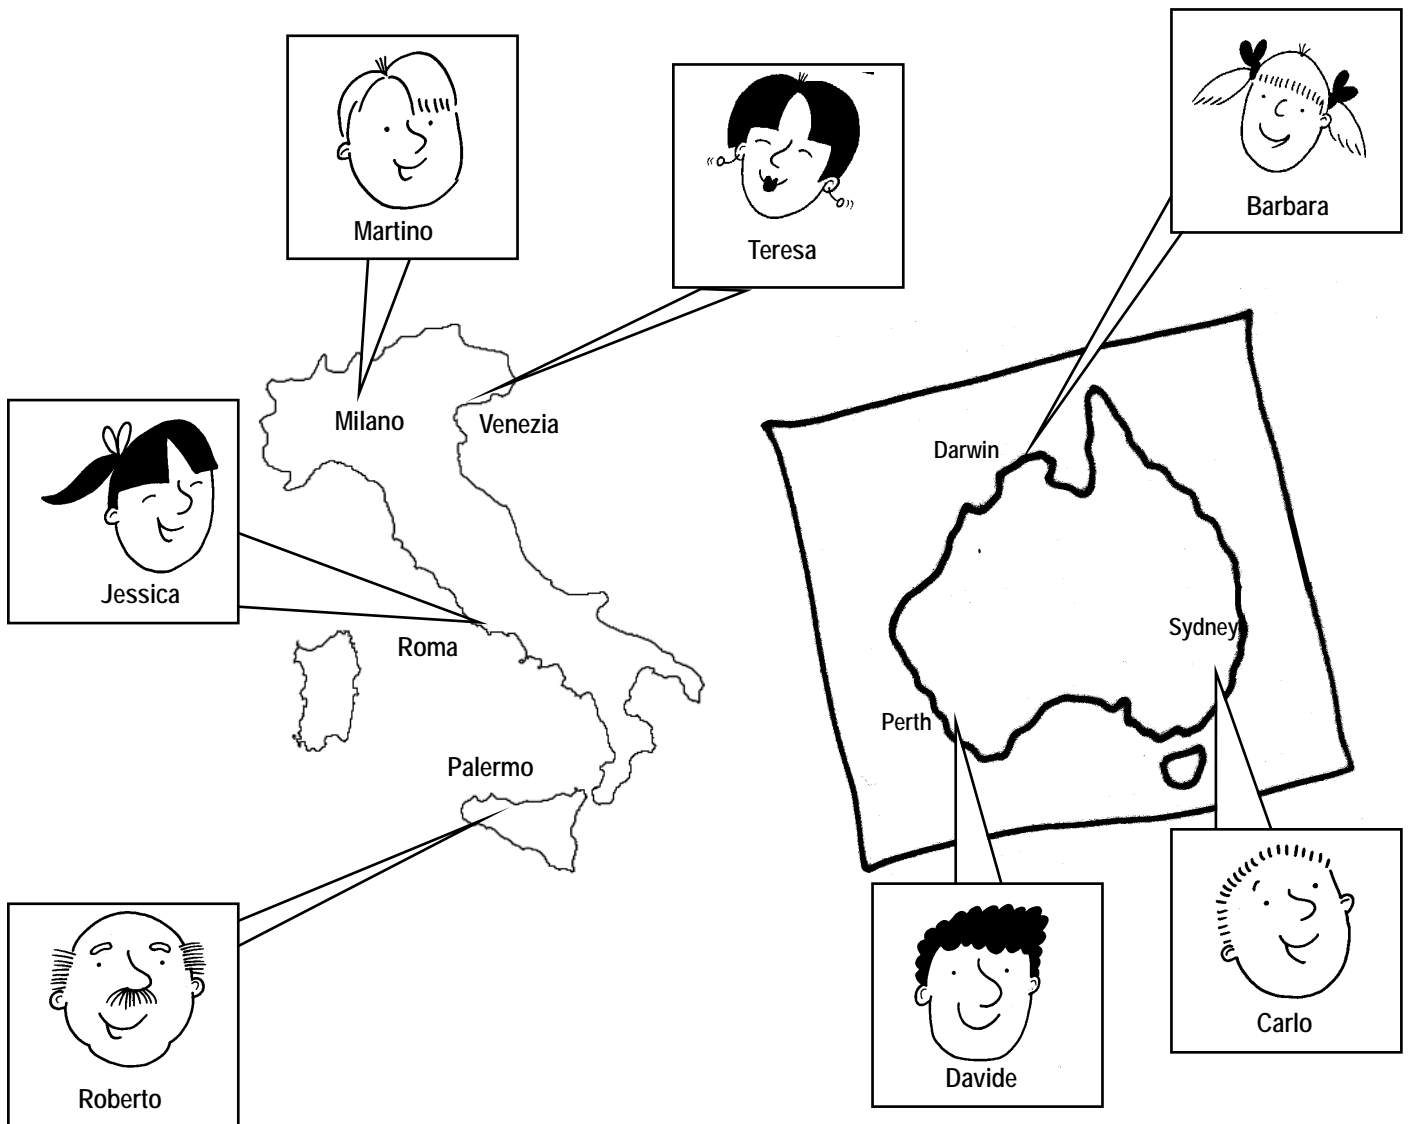 Martino
Teresa
Barbara
Milano
Venezia
Darwin
Jessica
Roma
Sydney
Perth
Palermo
Roberto
Davide
Carlo